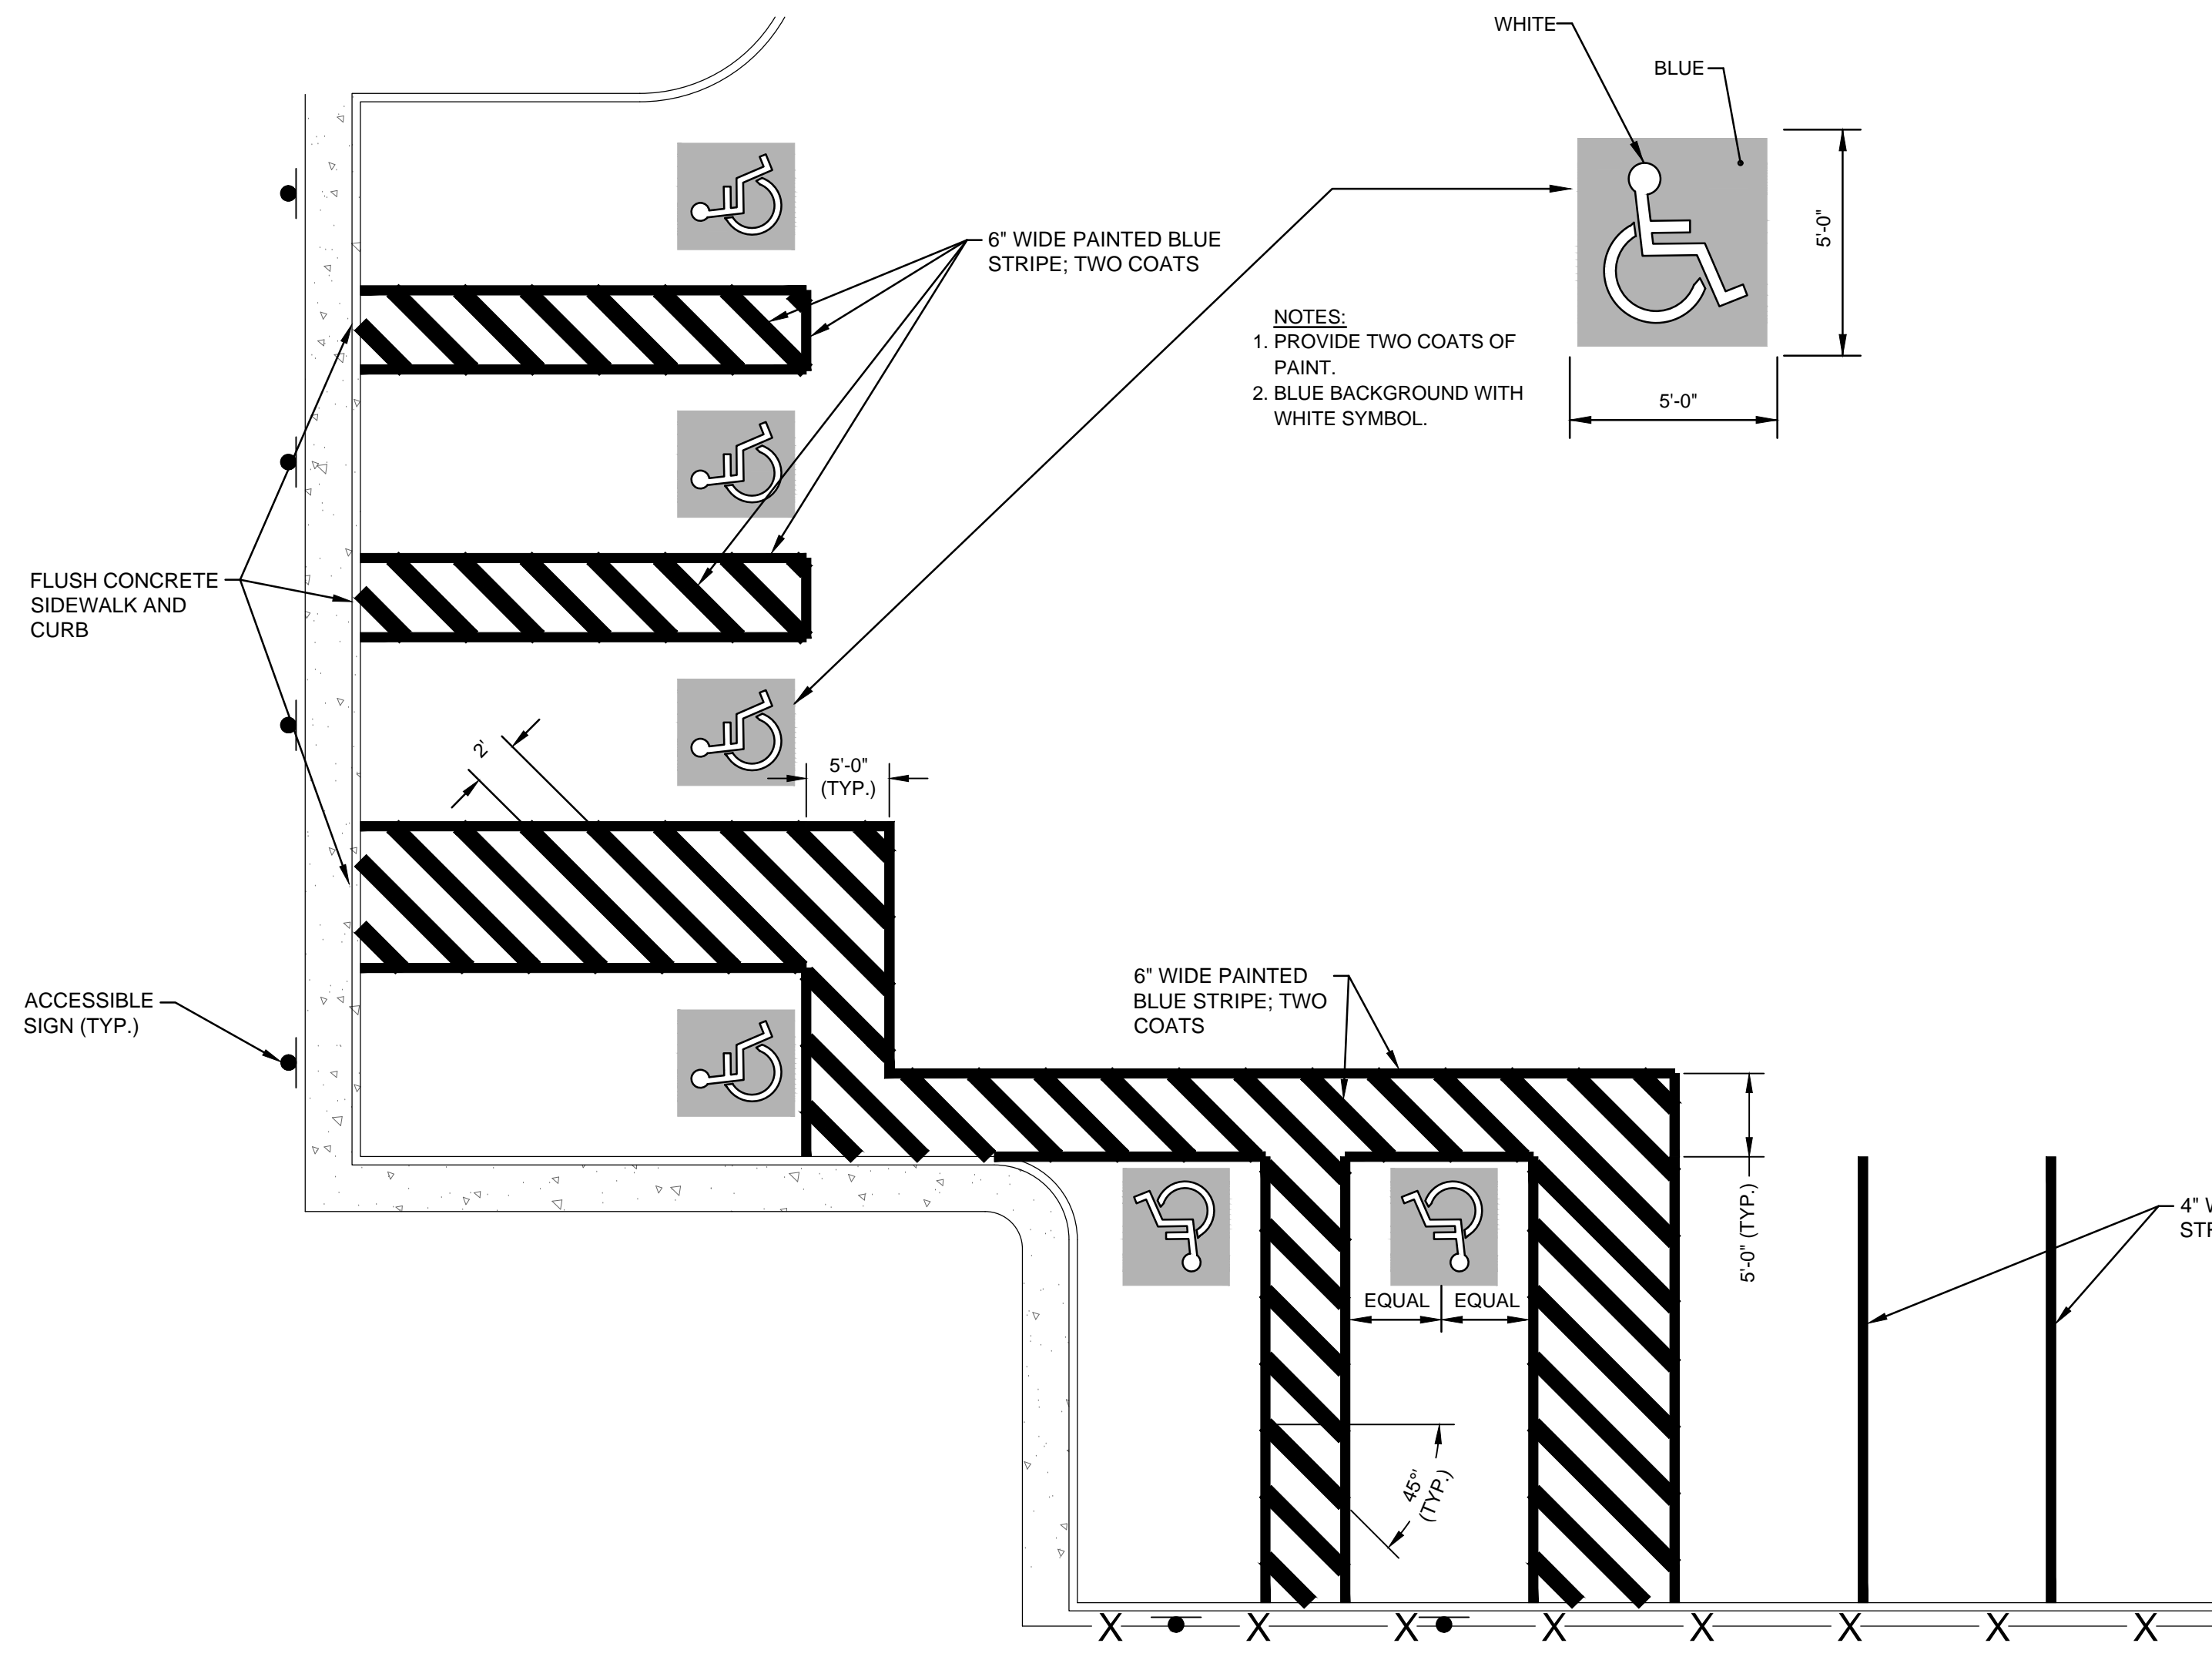 WHITE
BLUE
5'-0"
5'-0"
6" WIDE PAINTED BLUE
STRIPE; TWO COATS
NOTES:
1. PROVIDE TWO COATS OF
PAINT.
2. BLUE BACKGROUND WITH
WHITE SYMBOL.
FLUSH CONCRETE
SIDEWALK AND
CURB
2'
5'-0"
(TYP.)
ACCESSIBLE
SIGN (TYP.)
6" WIDE PAINTED
BLUE STRIPE; TWO
COATS
5'-0" (TYP.)
4"
EQUAL EQUAL
45°'
(TYP.)
X X X X X X X X